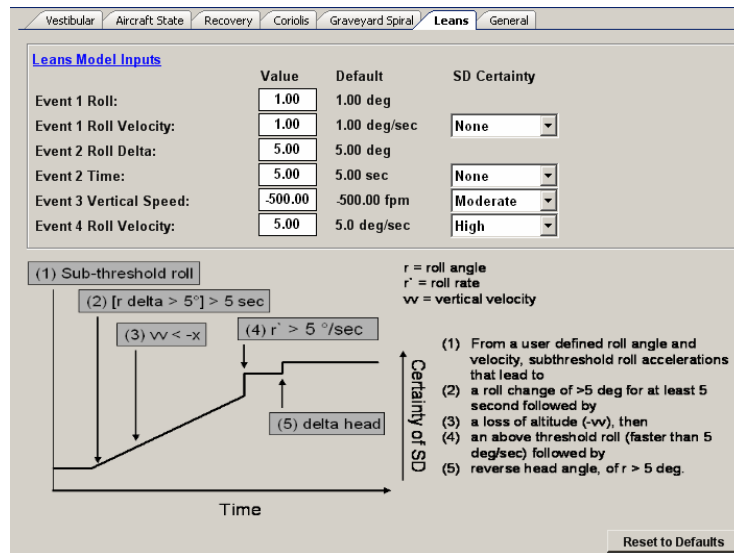 Vestibular Aircraft State Recovery Coriolis Graveyard Spiral Leans General
Leans Model Inputs
Value Default SD Certainty
Event 1 Roll: 1.00 1.00 deg
Event 1 Roll Velocity: 1.00 1.00 deg/sec None
Event 2 Roll Delta: 5.00 5.00 deg
Event 2 Time: 5.00 5.00 sec None
Event 3 Vertical Speed: -500.00 -500.00 fpm Moderate
Event 4 Roll Velocity: 5.00 5.0 deg/sec High
(1) Sub-threshold roll
(2) [r delta > 5°] > 5 sec
(3) vv < -x
(4) r` > 5 °/sec
(5) delta head
Time
Certainty of SD
r = roll angle
r` = roll rate
vv = vertical velocity
(1) From a user defined roll angle and
velocity, subthreshold roll accelerations
that lead to
(2) a roll change of >5 deg for at least 5
second followed by
(3) a loss of altitude (-vv), then
(4) an above threshold roll (faster than 5
deg/sec) followed by
(5) reverse head angle, of r > 5 deg.
Reset to Defaults